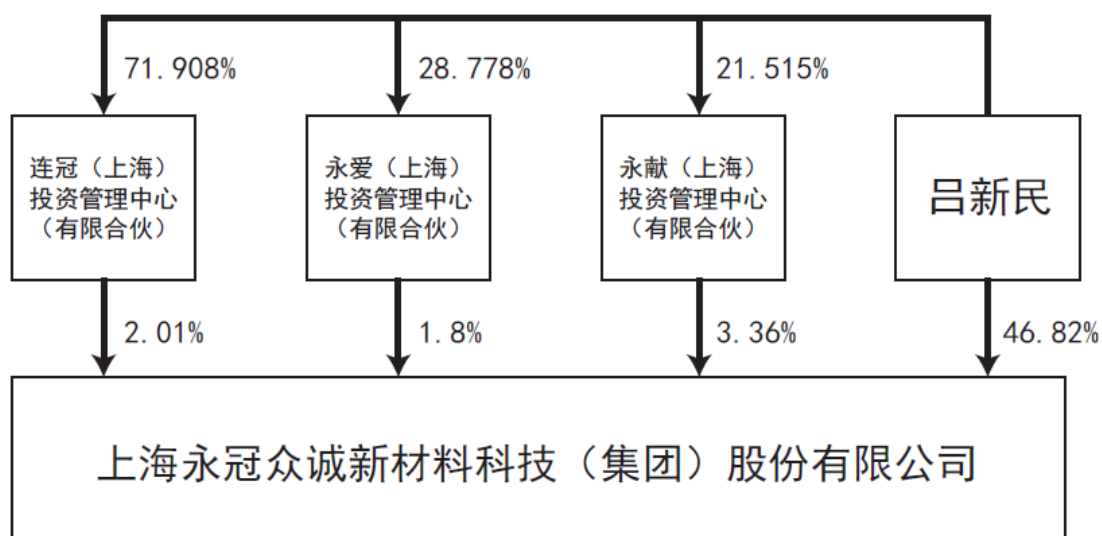 71.908%
28.778%
21.515%
连冠（上海）
投资管理中心
（有限合伙）
永爱（上海）
投资管理中心
（有限合伙）
永献（上海）
投资管理中心
（有限合伙）
吕新民
2.01%
1.8%
3.36%
46.82%
上海永冠众诚新材料科技（集团）股份有限公司